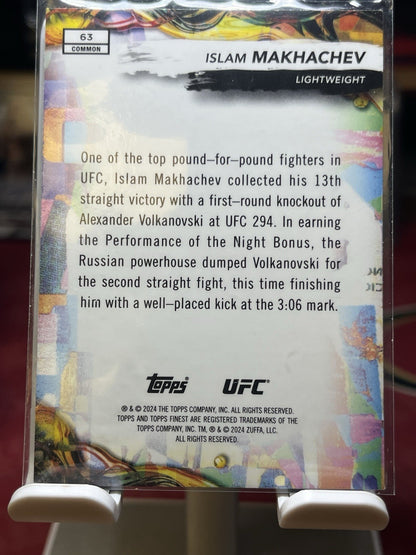 63
COMMON
ISLAM MAKHACHEV
LIGHTWEIGHT
One of the top pound–for–pound fighters in
UFC, Islam Makhachev collected his 13th
straight victory with a first–round knockout of
Alexander Volkanovski at UFC 294. In earning
the Performance of the Night Bonus, the
Russian powerhouse dumped Volkanovski for
the second straight fight, this time finishing
him with a well–placed kick at the 3:06 mark.
Topps UFC®
® & © 2024 THE TOPPS COMPANY, INC. ALL RIGHTS RESERVED.
TOPPS AND TOPPS FINEST ARE REGISTERED TRADEMARKS OF THE
TOPPS COMPANY, INC. TM, ® & © 2024 ZUFFA, LLC.
ALL RIGHTS RESERVED.